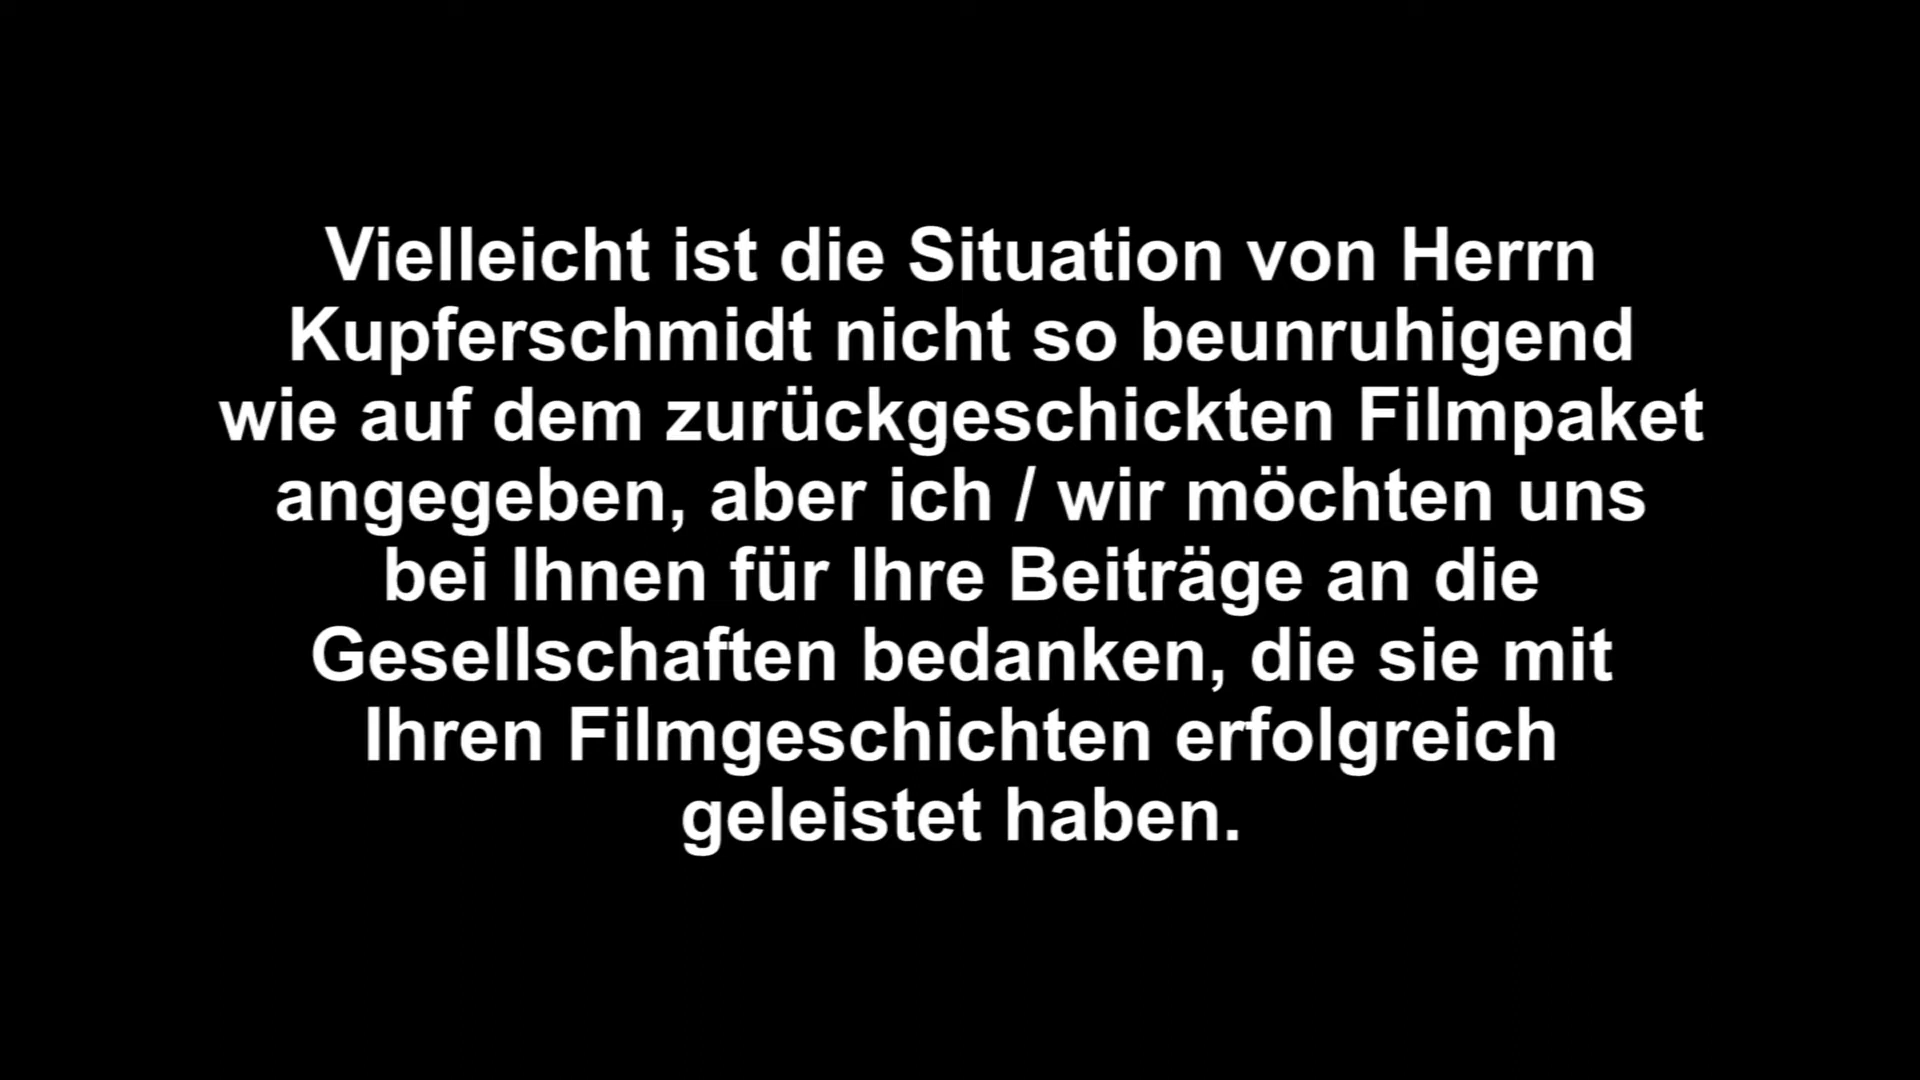 Vielleicht ist die Situation von Herrn
Kupferschmidt nicht so beunruhigend
wie auf dem zurückgeschickten Filmpaket
angegeben, aber ich / wir möchten uns
bei Ihnen für Ihre Beiträge an die
Gesellschaften bedanken, die sie mit
Ihren Filmgeschichten erfolgreich
geleistet haben.